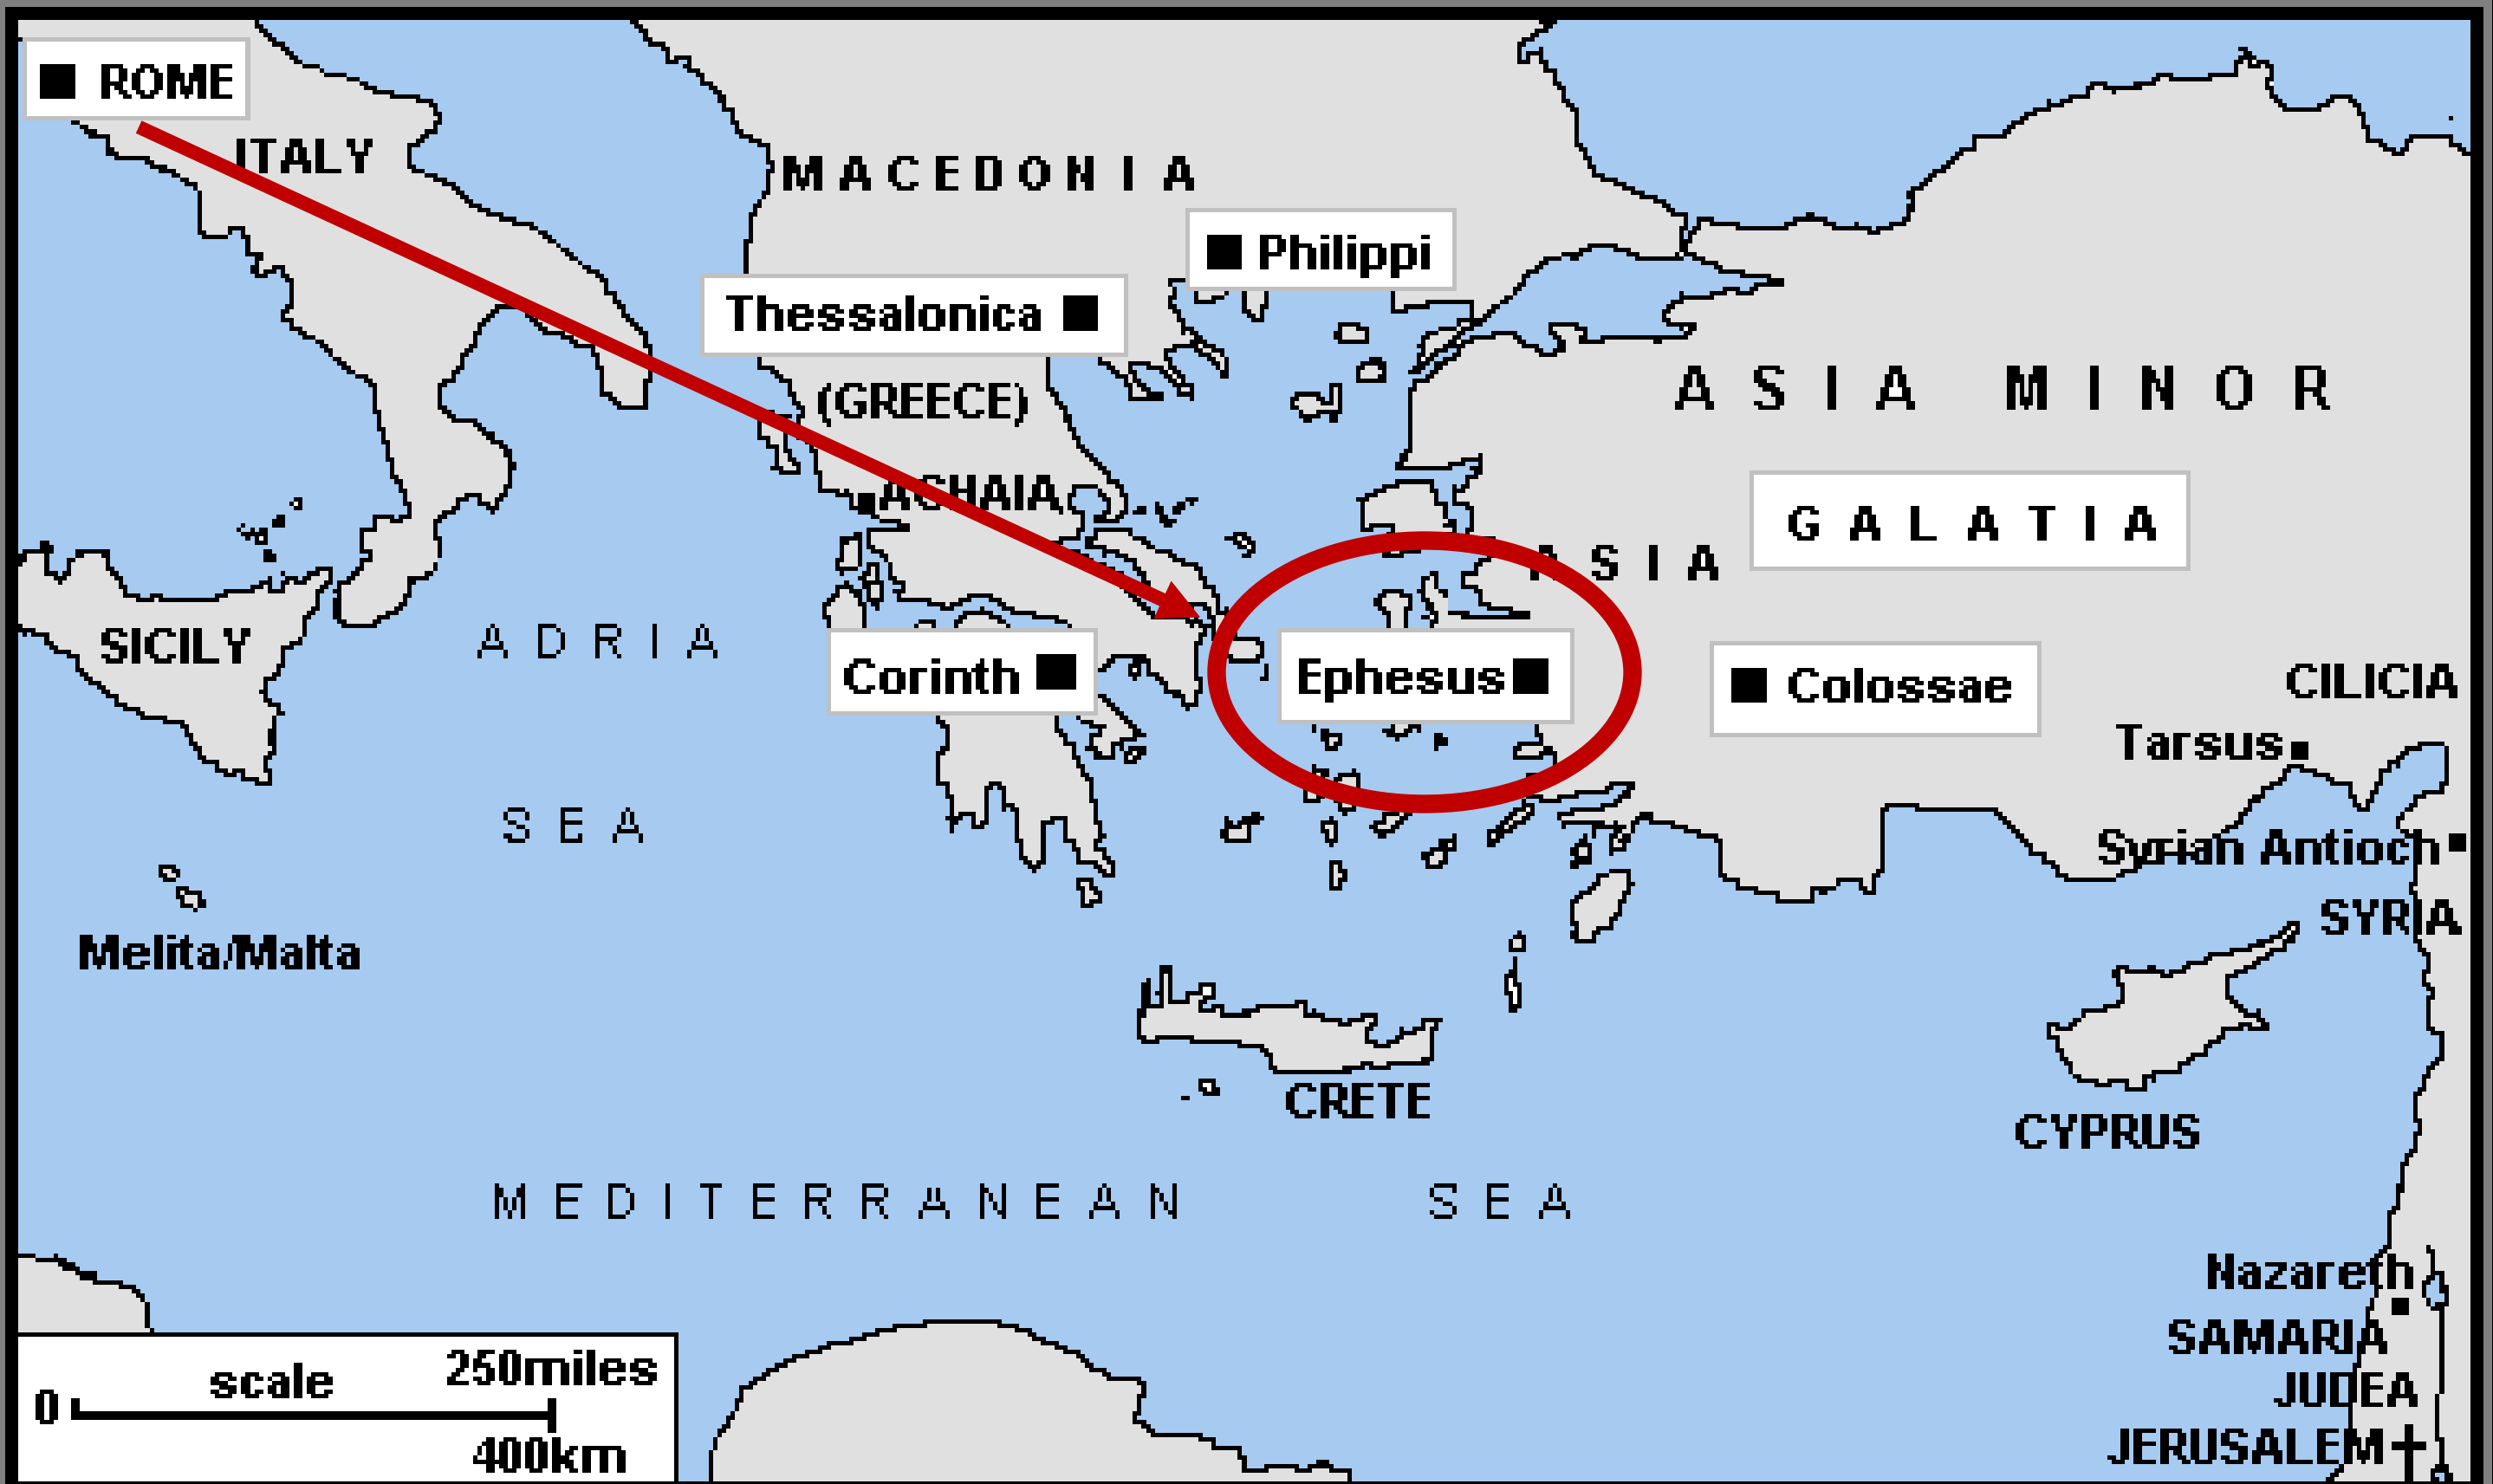 ROME
ITALY
MACEDONIA
Philippi
Thessalonica
(GREECE)
ASIA MINOR
ACHAIA
GALATIA
ASIA
SICILY
ADRIA
Corinth
Ephesus
Colossae
CILICIA
Tarsus
SEA
Syrian Antioch
SYRIA
Melita/Malta
CRETE
CYPRUS
MEDITERRANEAN SEA
Nazareth
SAMARIA
JUDEA
JERUSALEM
scale
250miles
0
400km